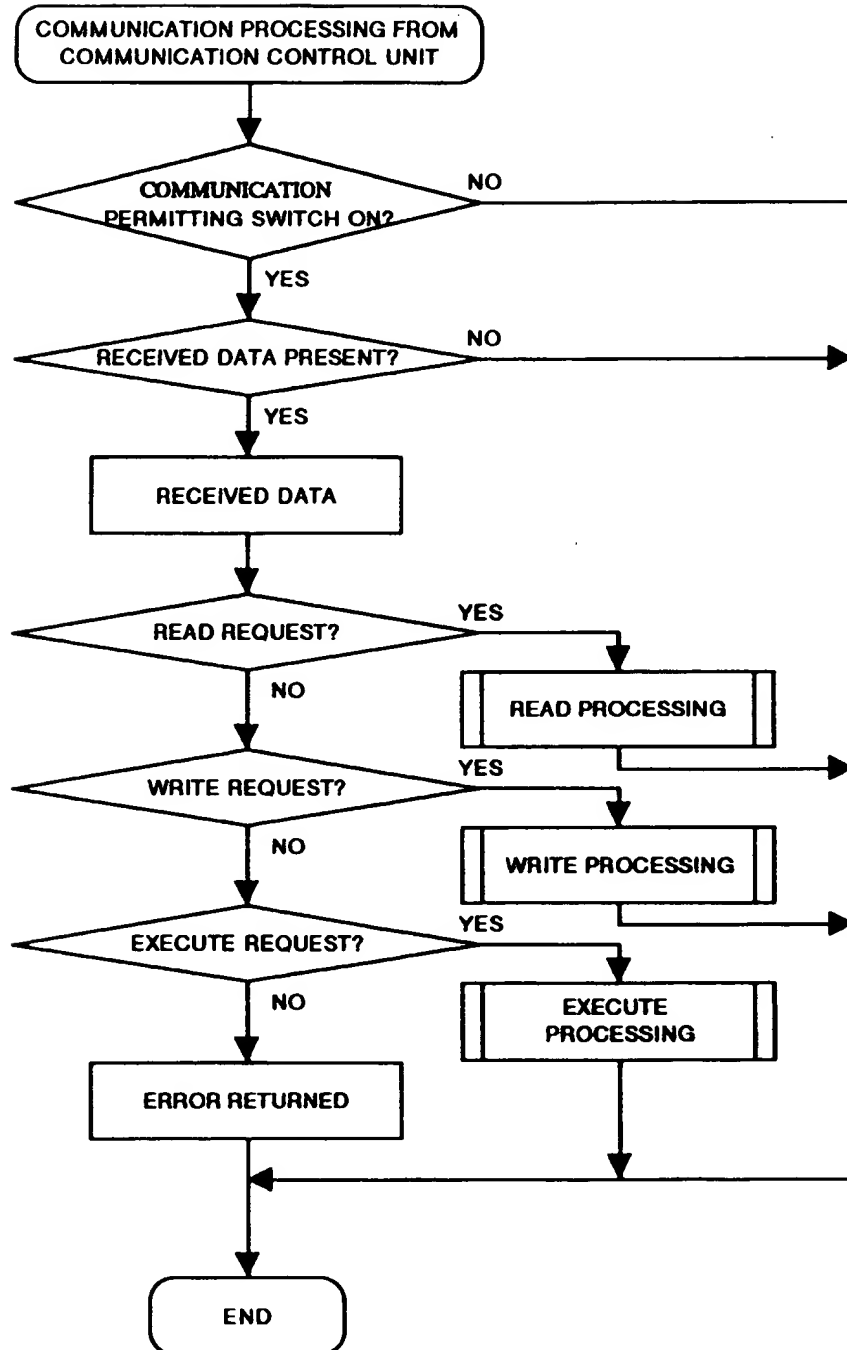 COMMUNICATION PROCESSING FROM
COMMUNICATION CONTROL UNIT
COMMUNICATION
PERMITTING SWITCH ON?
NO
YES
RECEIVED DATA PRESENT?
NO
YES
RECEIVED DATA
READ REQUEST?
YES
NO
READ PROCESSING
WRITE REQUEST?
YES
NO
WRITE PROCESSING
EXECUTE REQUEST?
YES
NO
EXECUTE
PROCESSING
ERROR RETURNED
END